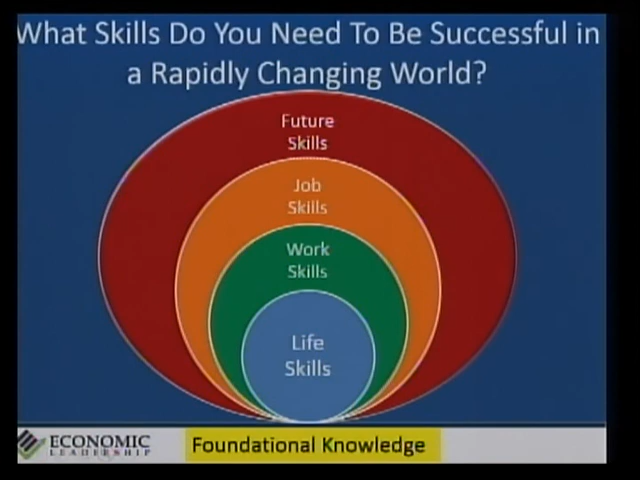 What Skills Do You Need To Be Successful in
a Rapidly Changing World?
Future
Skills
Job
Skills
Work
Skills
Life
Skills
ECONOMIC
LEADERSHIP
Foundational Knowledge